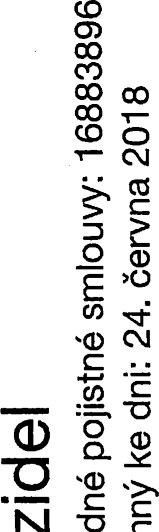 zidel
dné pojistné smlouvy: 16883896
nný ke dni: 24. června 2018